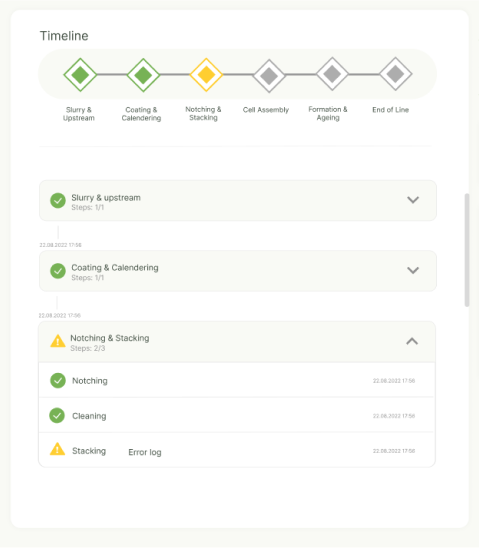 Timeline
Slurry &
Upstream
Coating &
Calendering
Notching &
Stacking
Cell Assembly
Formation &
Ageing
End of Line
Slurry & upstream
Steps: 1/1
22.08.2022 17:56
Coating & Calendering
Steps: 1/1
22.08.2022 17:56
Notching & Stacking
Steps: 2/3
Notching
22.08.2022 17:56
Cleaning
22.08.2022 17:56
Stacking
Error log
22.08.2022 17:56